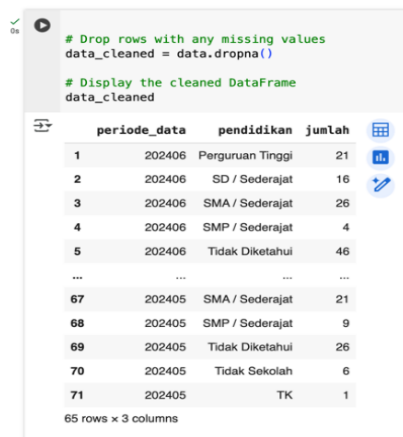 0s
# Drop rows with any missing values
data_cleaned = data.dropna()
# Display the cleaned DataFrame
data_cleaned
periode_data pendidikan jumlah
1 202406 Perguruan Tinggi 21
2 202406 SD / Sederajat 16
3 202406 SMA / Sederajat 26
4 202406 SMP / Sederajat 4
5 202406 Tidak Diketahui 46
... ... ... ...
67 202405 SMA / Sederajat 21
68 202405 SMP / Sederajat 9
69 202405 Tidak Diketahui 26
70 202405 Tidak Sekolah 6
71 202405 TK 1
65 rows × 3 columns